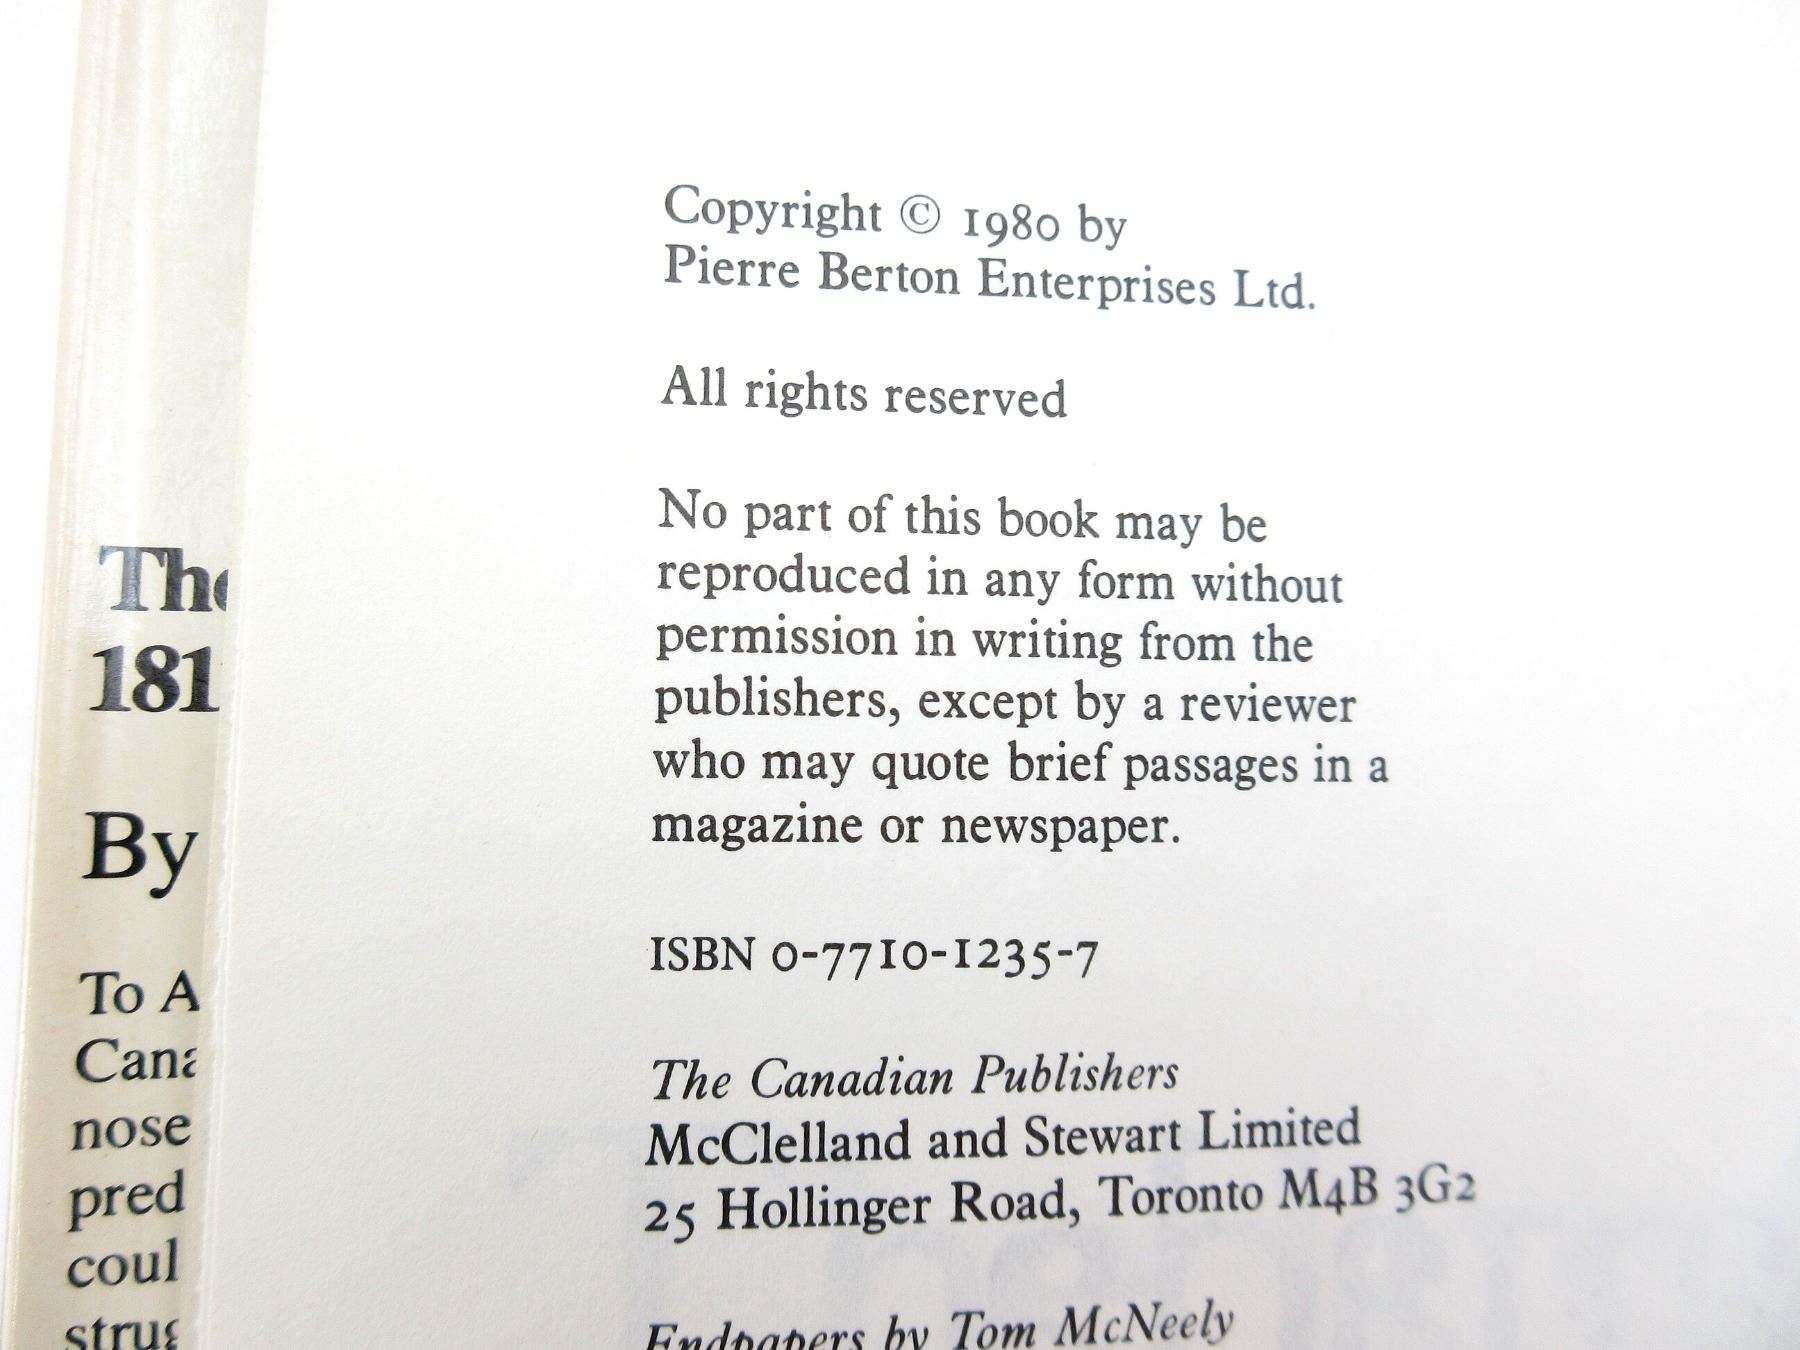 Copyright © 1980 by
Pierre Berton Enterprises Ltd.
All rights reserved
No part of this book may be
reproduced in any form without
permission in writing from the
publishers, except by a reviewer
who may quote brief passages in a
magazine or newspaper.
ISBN 0-7710-1235-7
The Canadian Publishers
McClelland and Stewart Limited
25 Hollinger Road, Toronto M4B 3G2
Endpapers by Tom McNeely
The
181
By
To A
Cana
nose
pred
coul
strug